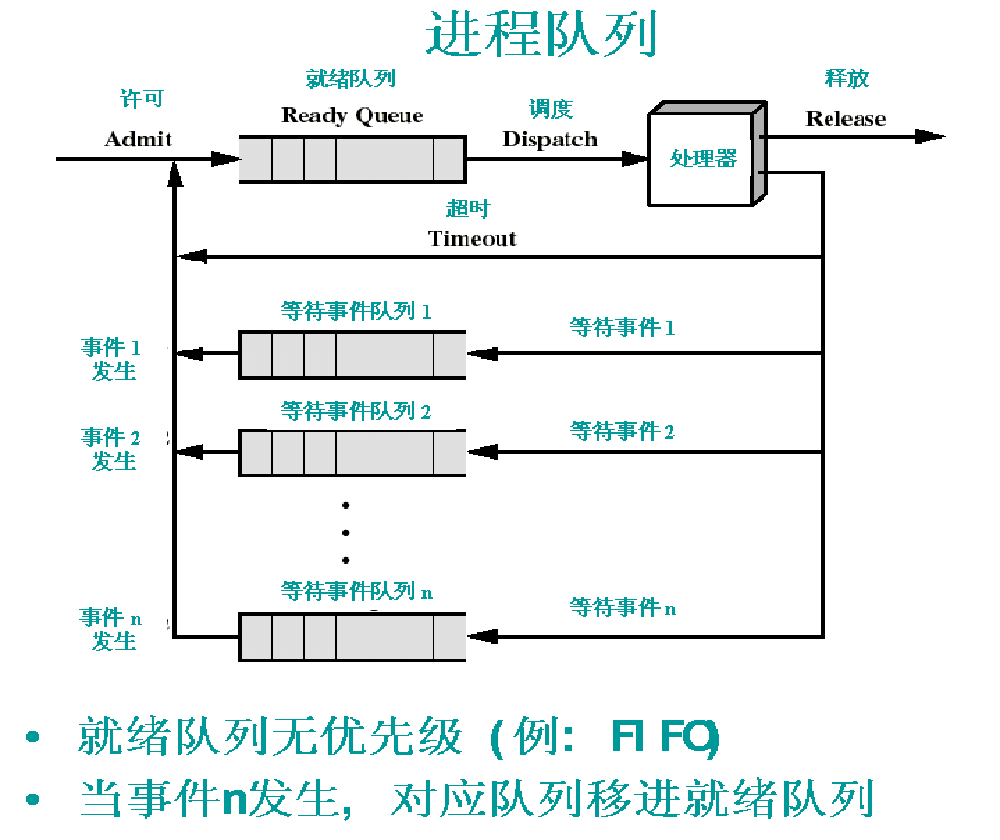 进程队列
就绪队列
释放
许可
Ready Queue
调度
Release
Admit
Dispatch
处理器
超时
Timeout
等待事件队列 1
等待事件 1
事件 1
发生
等待事件队列 2
等待事件 2
事件 2
发生
等待事件队列 n
等待事件 n
事件 n
发生
• 就绪队列无优先级 (例: FIFO)
• 当事件n发生, 对应队列移进就绪队列